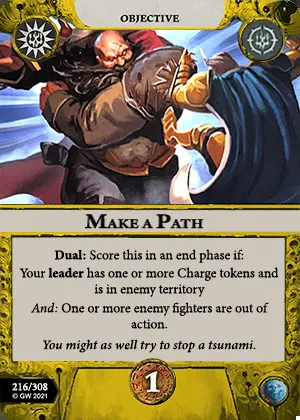 OBJECTIVE
MAKE A PATH
Dual: Score this in an end phase if:
Your leader has one or more Charge tokens and
is in enemy territory
And: One or more enemy fighters are out of
action.
You might as well try to stop a tsunami.
216/308
© GW 2021
1